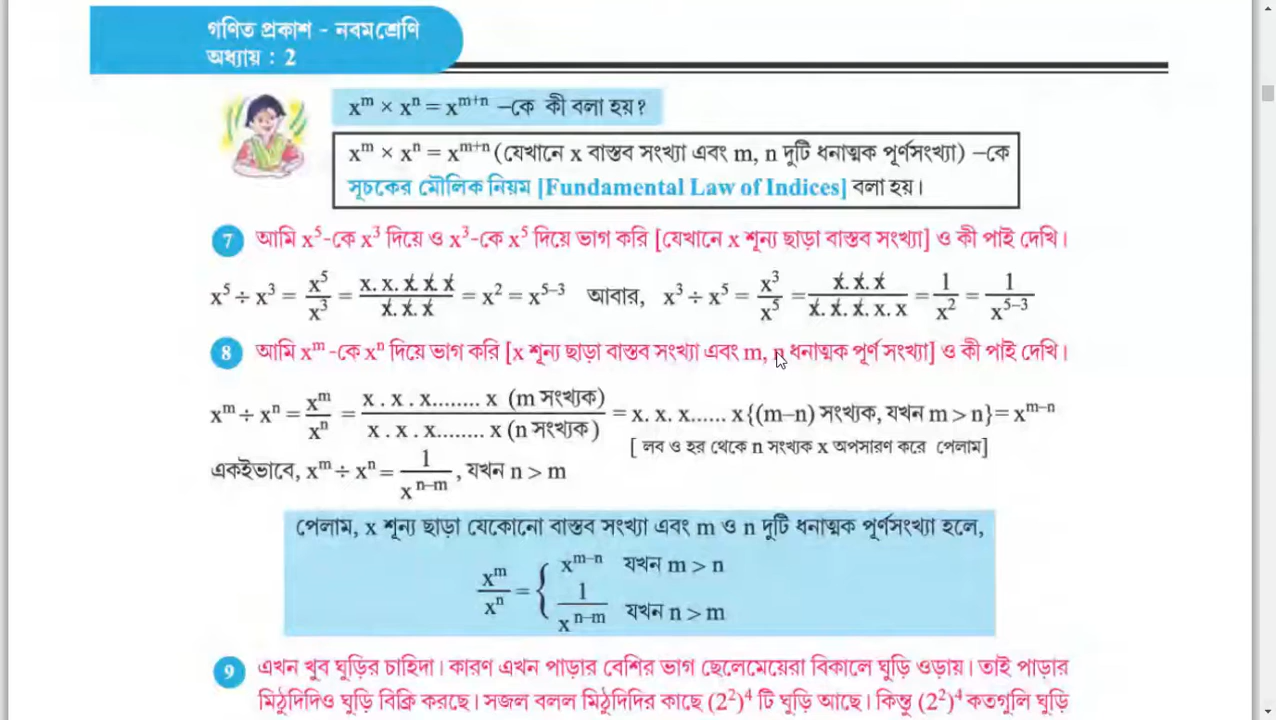 গণিত প্রকাশ - নবমশ্রেণি
অধ্যায় : 2
xᵐ × xⁿ = xᵐ⁺ⁿ –কে কী বলা হয়?
xᵐ × xⁿ = xᵐ⁺ⁿ (যেখানে x বাস্তব সংখ্যা এবং m, n দুটি ধনাত্মক পূর্ণসংখ্যা) –কে
সূচকের মৌলিক নিয়ম [Fundamental Law of Indices] বলা হয়।
7 আমি x⁵-কে x³ দিয়ে ও x³-কে x⁵ দিয়ে ভাগ করি [যেখানে x শূন্য ছাড়া বাস্তব সংখ্যা] ও কী পাই দেখি।
x⁵ ÷ x³ = x⁵/x³ = x. x. x. x. x/x. x. x = x² = x⁵⁻³ আবার, x³ ÷ x⁵ = x³/x⁵ = x. x. x/x. x. x. x. x = 1/x² = 1/x⁵⁻³
8 আমি xᵐ -কে xⁿ দিয়ে ভাগ করি [x শূন্য ছাড়া বাস্তব সংখ্যা এবং m, n ধনাত্মক পূর্ণ সংখ্যা] ও কী পাই দেখি।
xᵐ ÷ xⁿ = xᵐ/xⁿ = x . x . x........ x (m সংখ্যক)/x . x . x........ x (n সংখ্যক) = x. x. x...... x{(m–n) সংখ্যক, যখন m > n}= xᵐ⁻ⁿ
[ লব ও হর থেকে n সংখ্যক x অপসারণ করে পেলাম]
একইভাবে, xᵐ ÷ xⁿ = 1/xⁿ⁻ᵐ , যখন n > m
পেলাম, x শূন্য ছাড়া যেকোনো বাস্তব সংখ্যা এবং m ও n দুটি ধনাত্মক পূর্ণসংখ্যা হলে,
xᵐ/xⁿ = { xᵐ⁻ⁿ যখন m > n
1/xⁿ⁻ᵐ যখন n > m
9 এখন খুব ঘুড়ির চাহিদা। কারণ এখন পাড়ার বেশির ভাগ ছেলেমেয়েরা বিকালে ঘুড়ি ওড়ায়। তাই পাড়ার
মিঠুদিদিও ঘুড়ি বিক্রি করছে। সজল বলল মিঠুদিদির কাছে (2²)⁴ টি ঘুড়ি আছে। কিন্তু (2²)⁴ কতগুলি ঘুড়ি